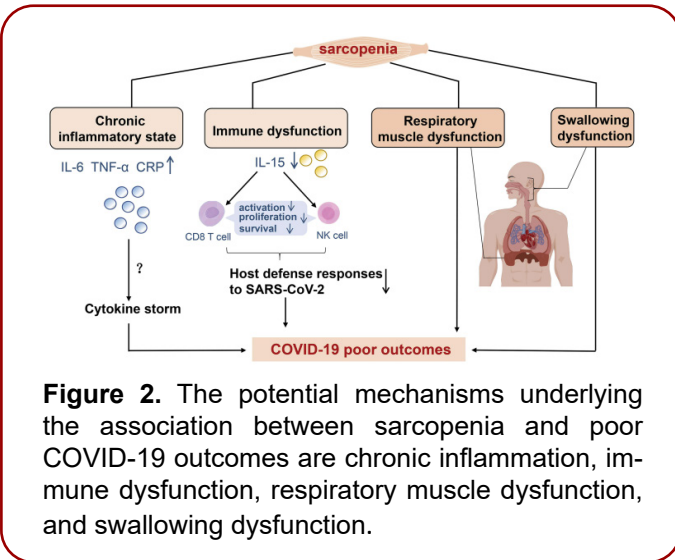 sarcopenia
Chronic
inflammatory state
Immune dysfunction
Respiratory
muscle dysfunction
Swallowing
dysfunction
IL-6 TNF-α CRP↑
IL-15 ↓
activation ↓
proliferation ↓
survival ↓
CD8 T cell
NK cell
?
Host defense responses
to SARS-CoV-2 ↓
Cytokine storm
COVID-19 poor outcomes
Figure 2. The potential mechanisms underlying
the association between sarcopenia and poor
COVID-19 outcomes are chronic inflammation, im-
mune dysfunction, respiratory muscle dysfunction,
and swallowing dysfunction.